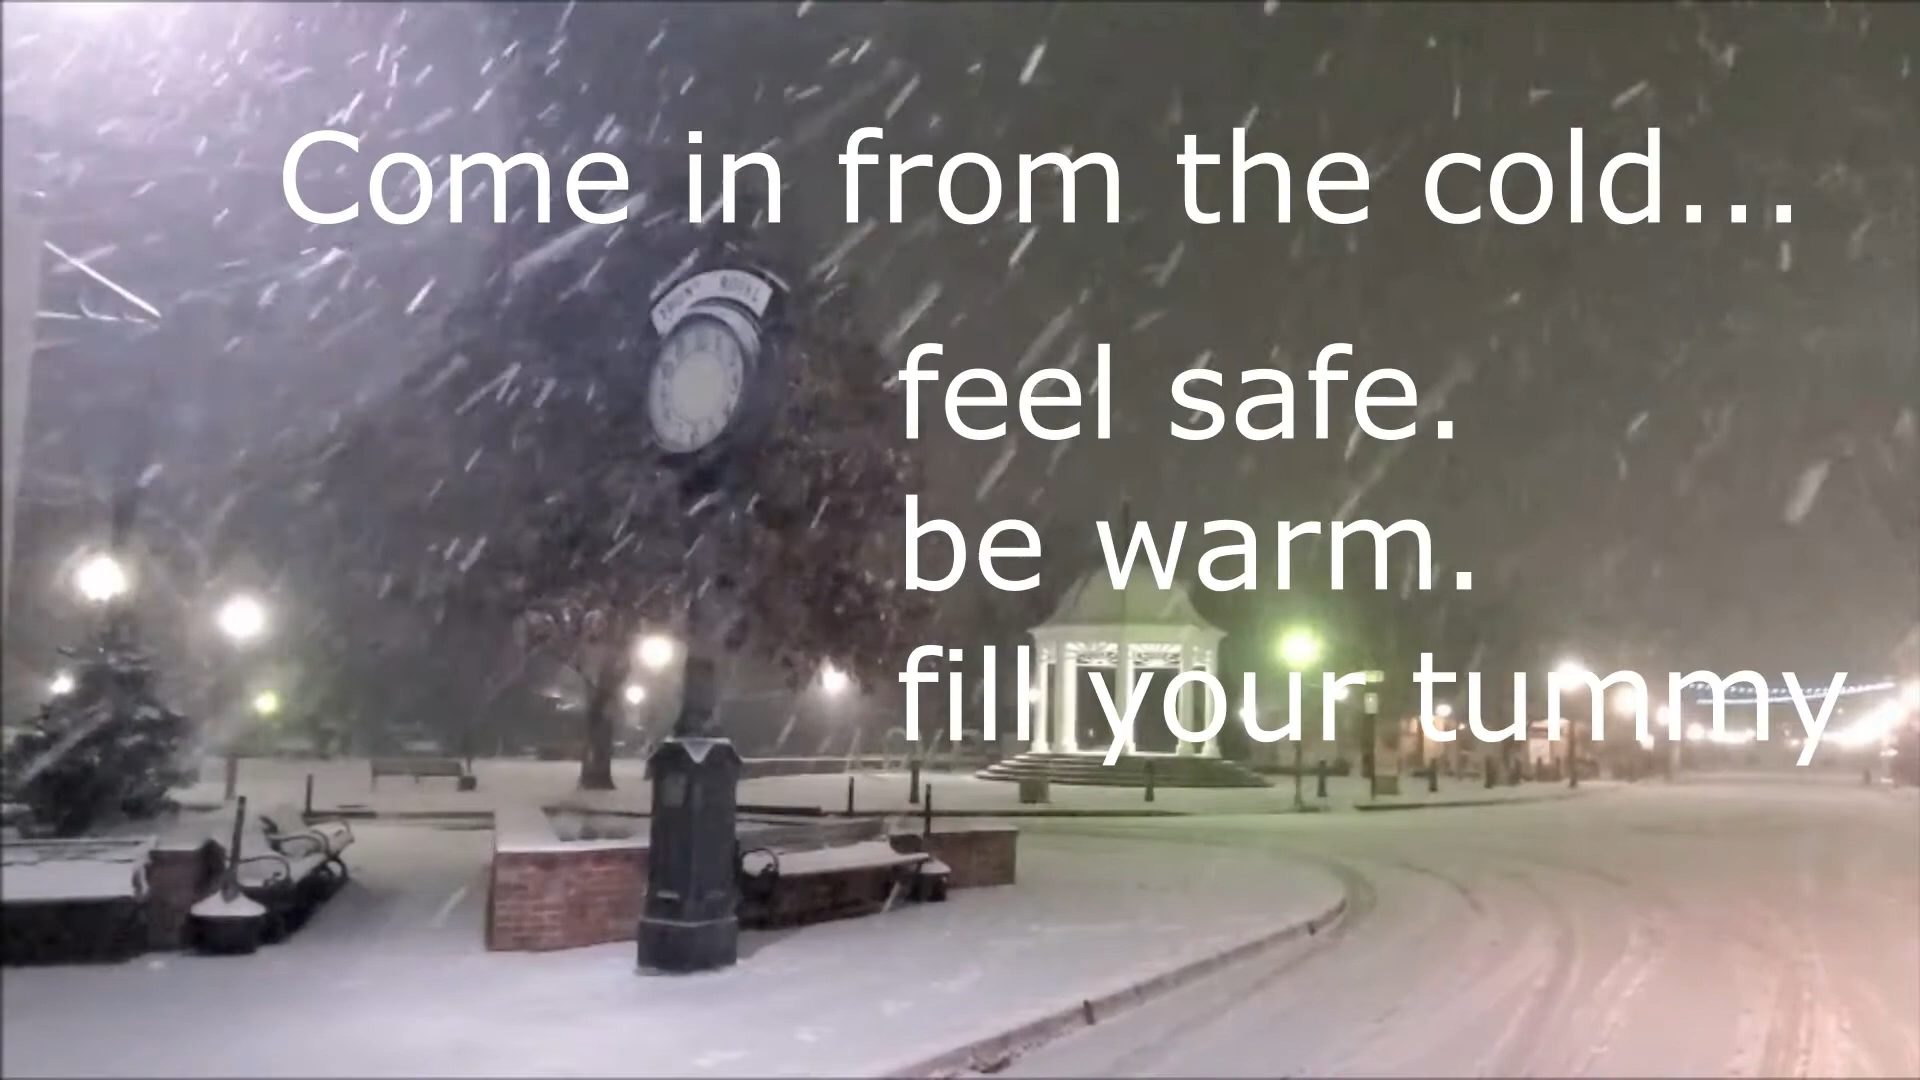 Come in from the cold...
feel safe.
be warm.
fill your tummy